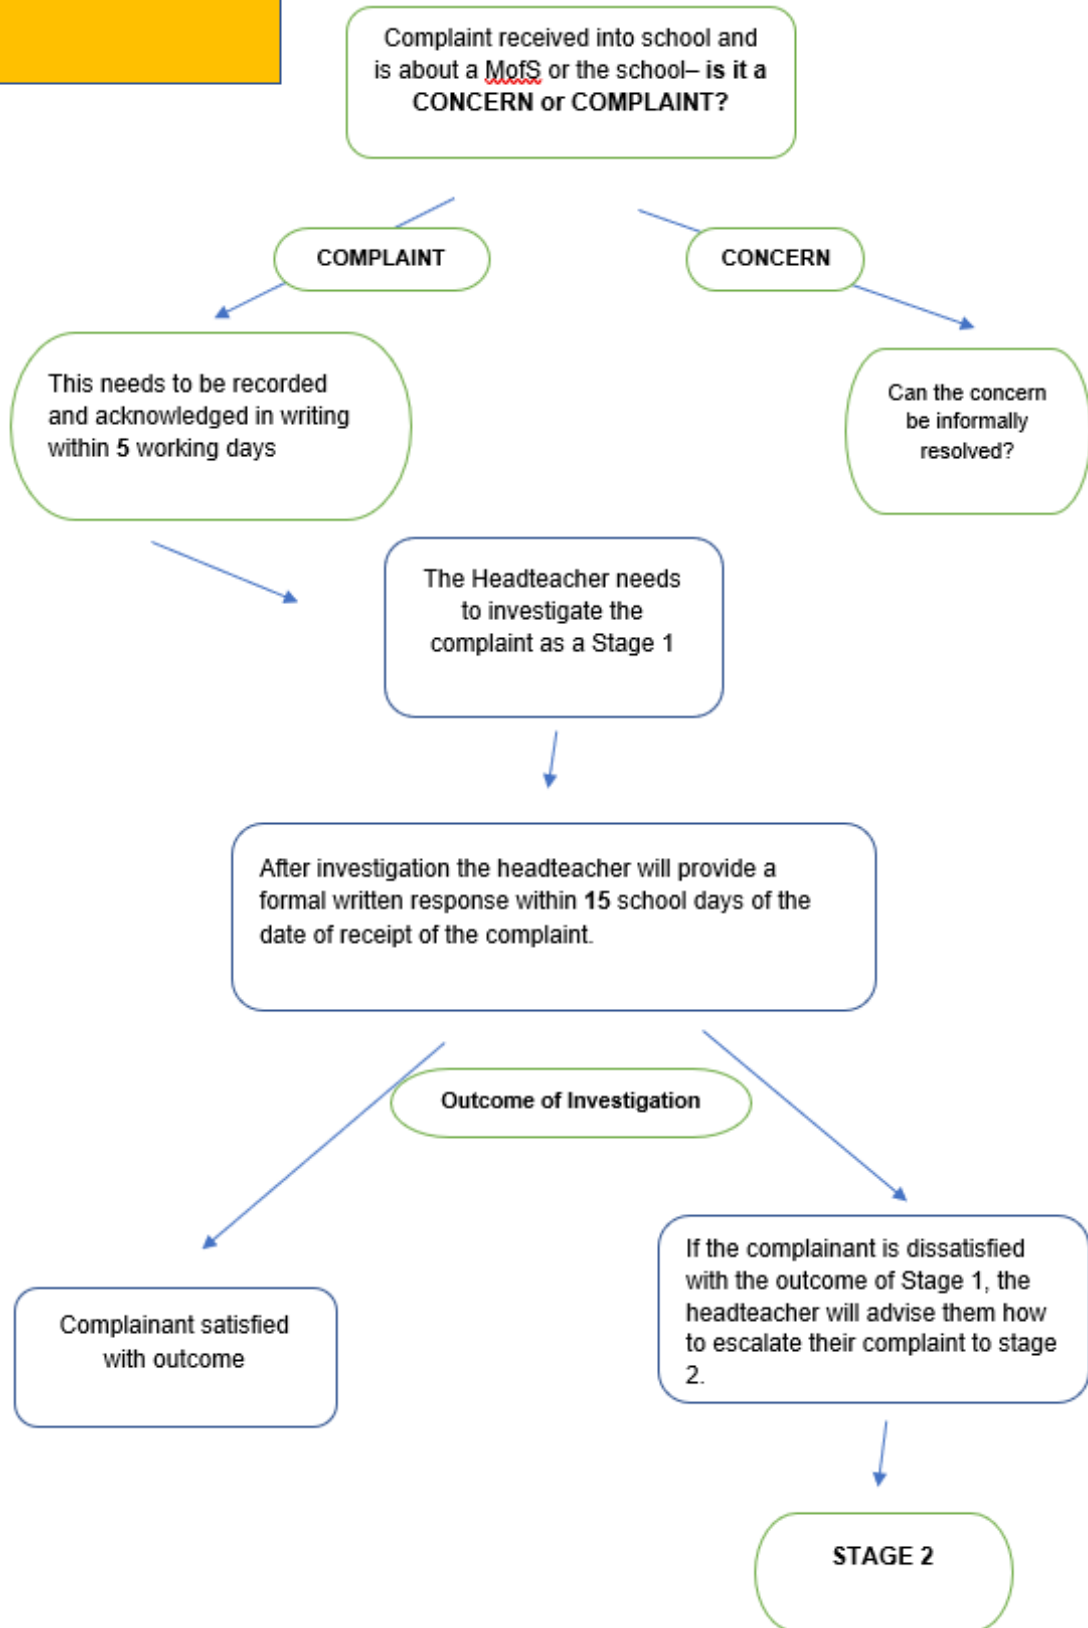 Complaint received into school and
is about a MofS or the school– is it a
CONCERN or COMPLAINT?
COMPLAINT
CONCERN
This needs to be recorded
and acknowledged in writing
within 5 working days
Can the concern
be informally
resolved?
The Headteacher needs
to investigate the
complaint as a Stage 1
After investigation the headteacher will provide a
formal written response within 15 school days of the
date of receipt of the complaint.
Outcome of Investigation
Complainant satisfied
with outcome
If the complainant is dissatisfied
with the outcome of Stage 1, the
headteacher will advise them how
to escalate their complaint to stage
2.
STAGE 2